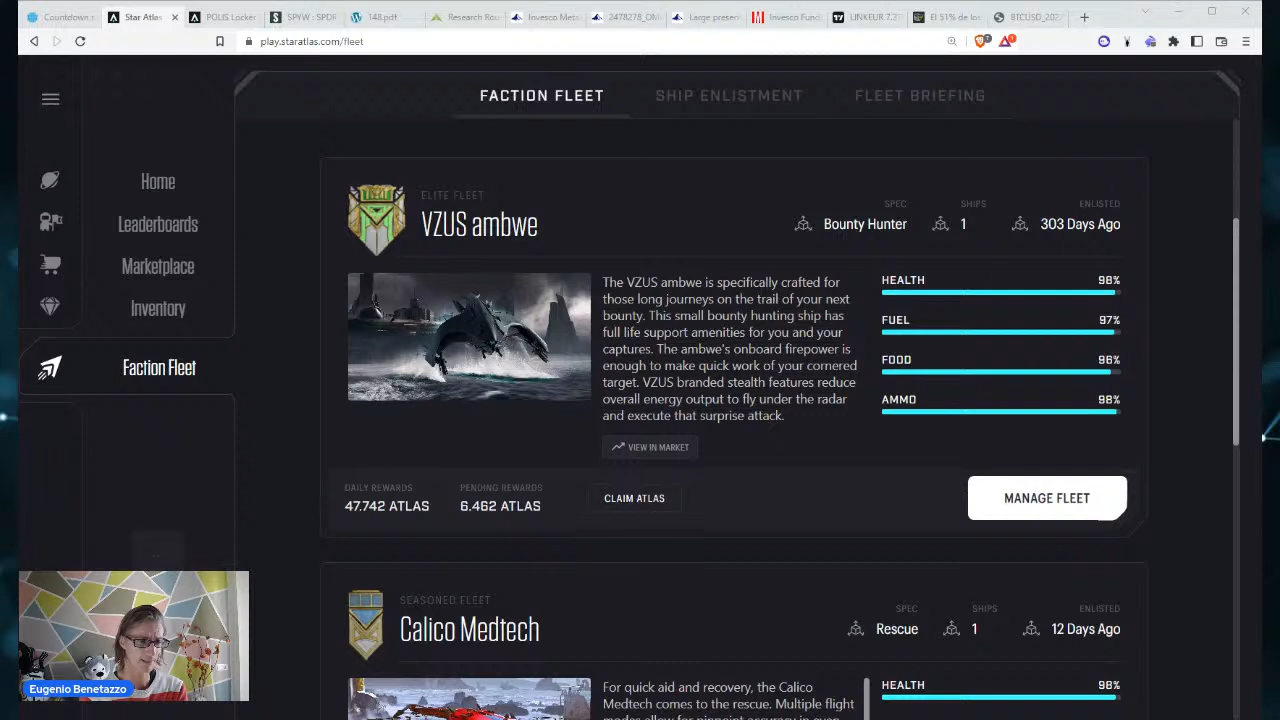 Countdown s
Star Atlas
POLIS Locker
SPYW : SPDR
148.pdf
Research Rou
Invesco Meta
2478278_OMI
Large presen
Invesco Fund
LINKEUR 7.3
El 51% de los
BTCUSD_202
play.staratlas.com/fleet
FACTION FLEET
SHIP ENLISTMENT
FLEET BRIEFING
Home
Leaderboards
Marketplace
Inventory
Faction Fleet
ELITE FLEET
VZUS ambwe
SPEC
Bounty Hunter
SHIPS
1
ENLISTED
303 Days Ago
The VZUS ambwe is specifically crafted for
those long journeys on the trail of your next
bounty. This small bounty hunting ship has
full life support amenities for you and your
captures. The ambwe's onboard firepower is
enough to make quick work of your cornered
target. VZUS branded stealth features reduce
overall energy output to fly under the radar
and execute that surprise attack.
HEALTH 98%
FUEL 97%
FOOD 96%
AMMO 98%
VIEW IN MARKET
DAILY REWARDS
47.742 ATLAS
PENDING REWARDS
6.462 ATLAS
CLAIM ATLAS
MANAGE FLEET
SEASONED FLEET
Calico Medtech
SPEC
Rescue
SHIPS
1
ENLISTED
12 Days Ago
For quick aid and recovery, the Calico
Medtech comes to the rescue. Multiple flight
HEALTH 98%
Eugenio Benetazzo